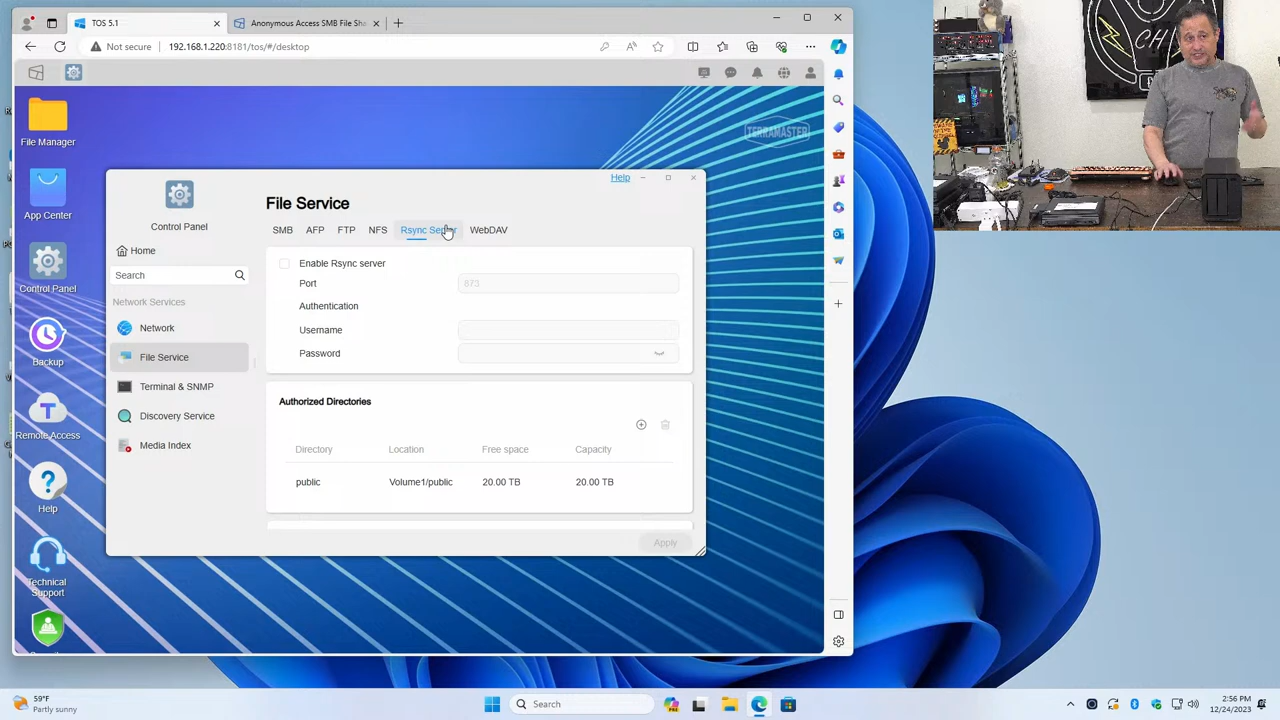 TOS 5.1
Anonymous Access SMB File Sha
Not secure
192.168.1.220:8181/tos/#/desktop
CHI
File Manager
TERRAMASTER
App Center
Control Panel
Backup
Remote Access
Help
Technical
Support
Help
Control Panel
Home
Search
Network Services
Network
File Service
Terminal & SNMP
Discovery Service
Media Index
File Service
SMB AFP FTP NFS Rsync Server WebDAV
Enable Rsync server
Port 873
Authentication
Username
Password
Authorized Directories
Directory Location Free space Capacity
public Volume1/public 20.00 TB 20.00 TB
Apply
59°F
Partly sunny
Search
2:56 PM
12/24/2023